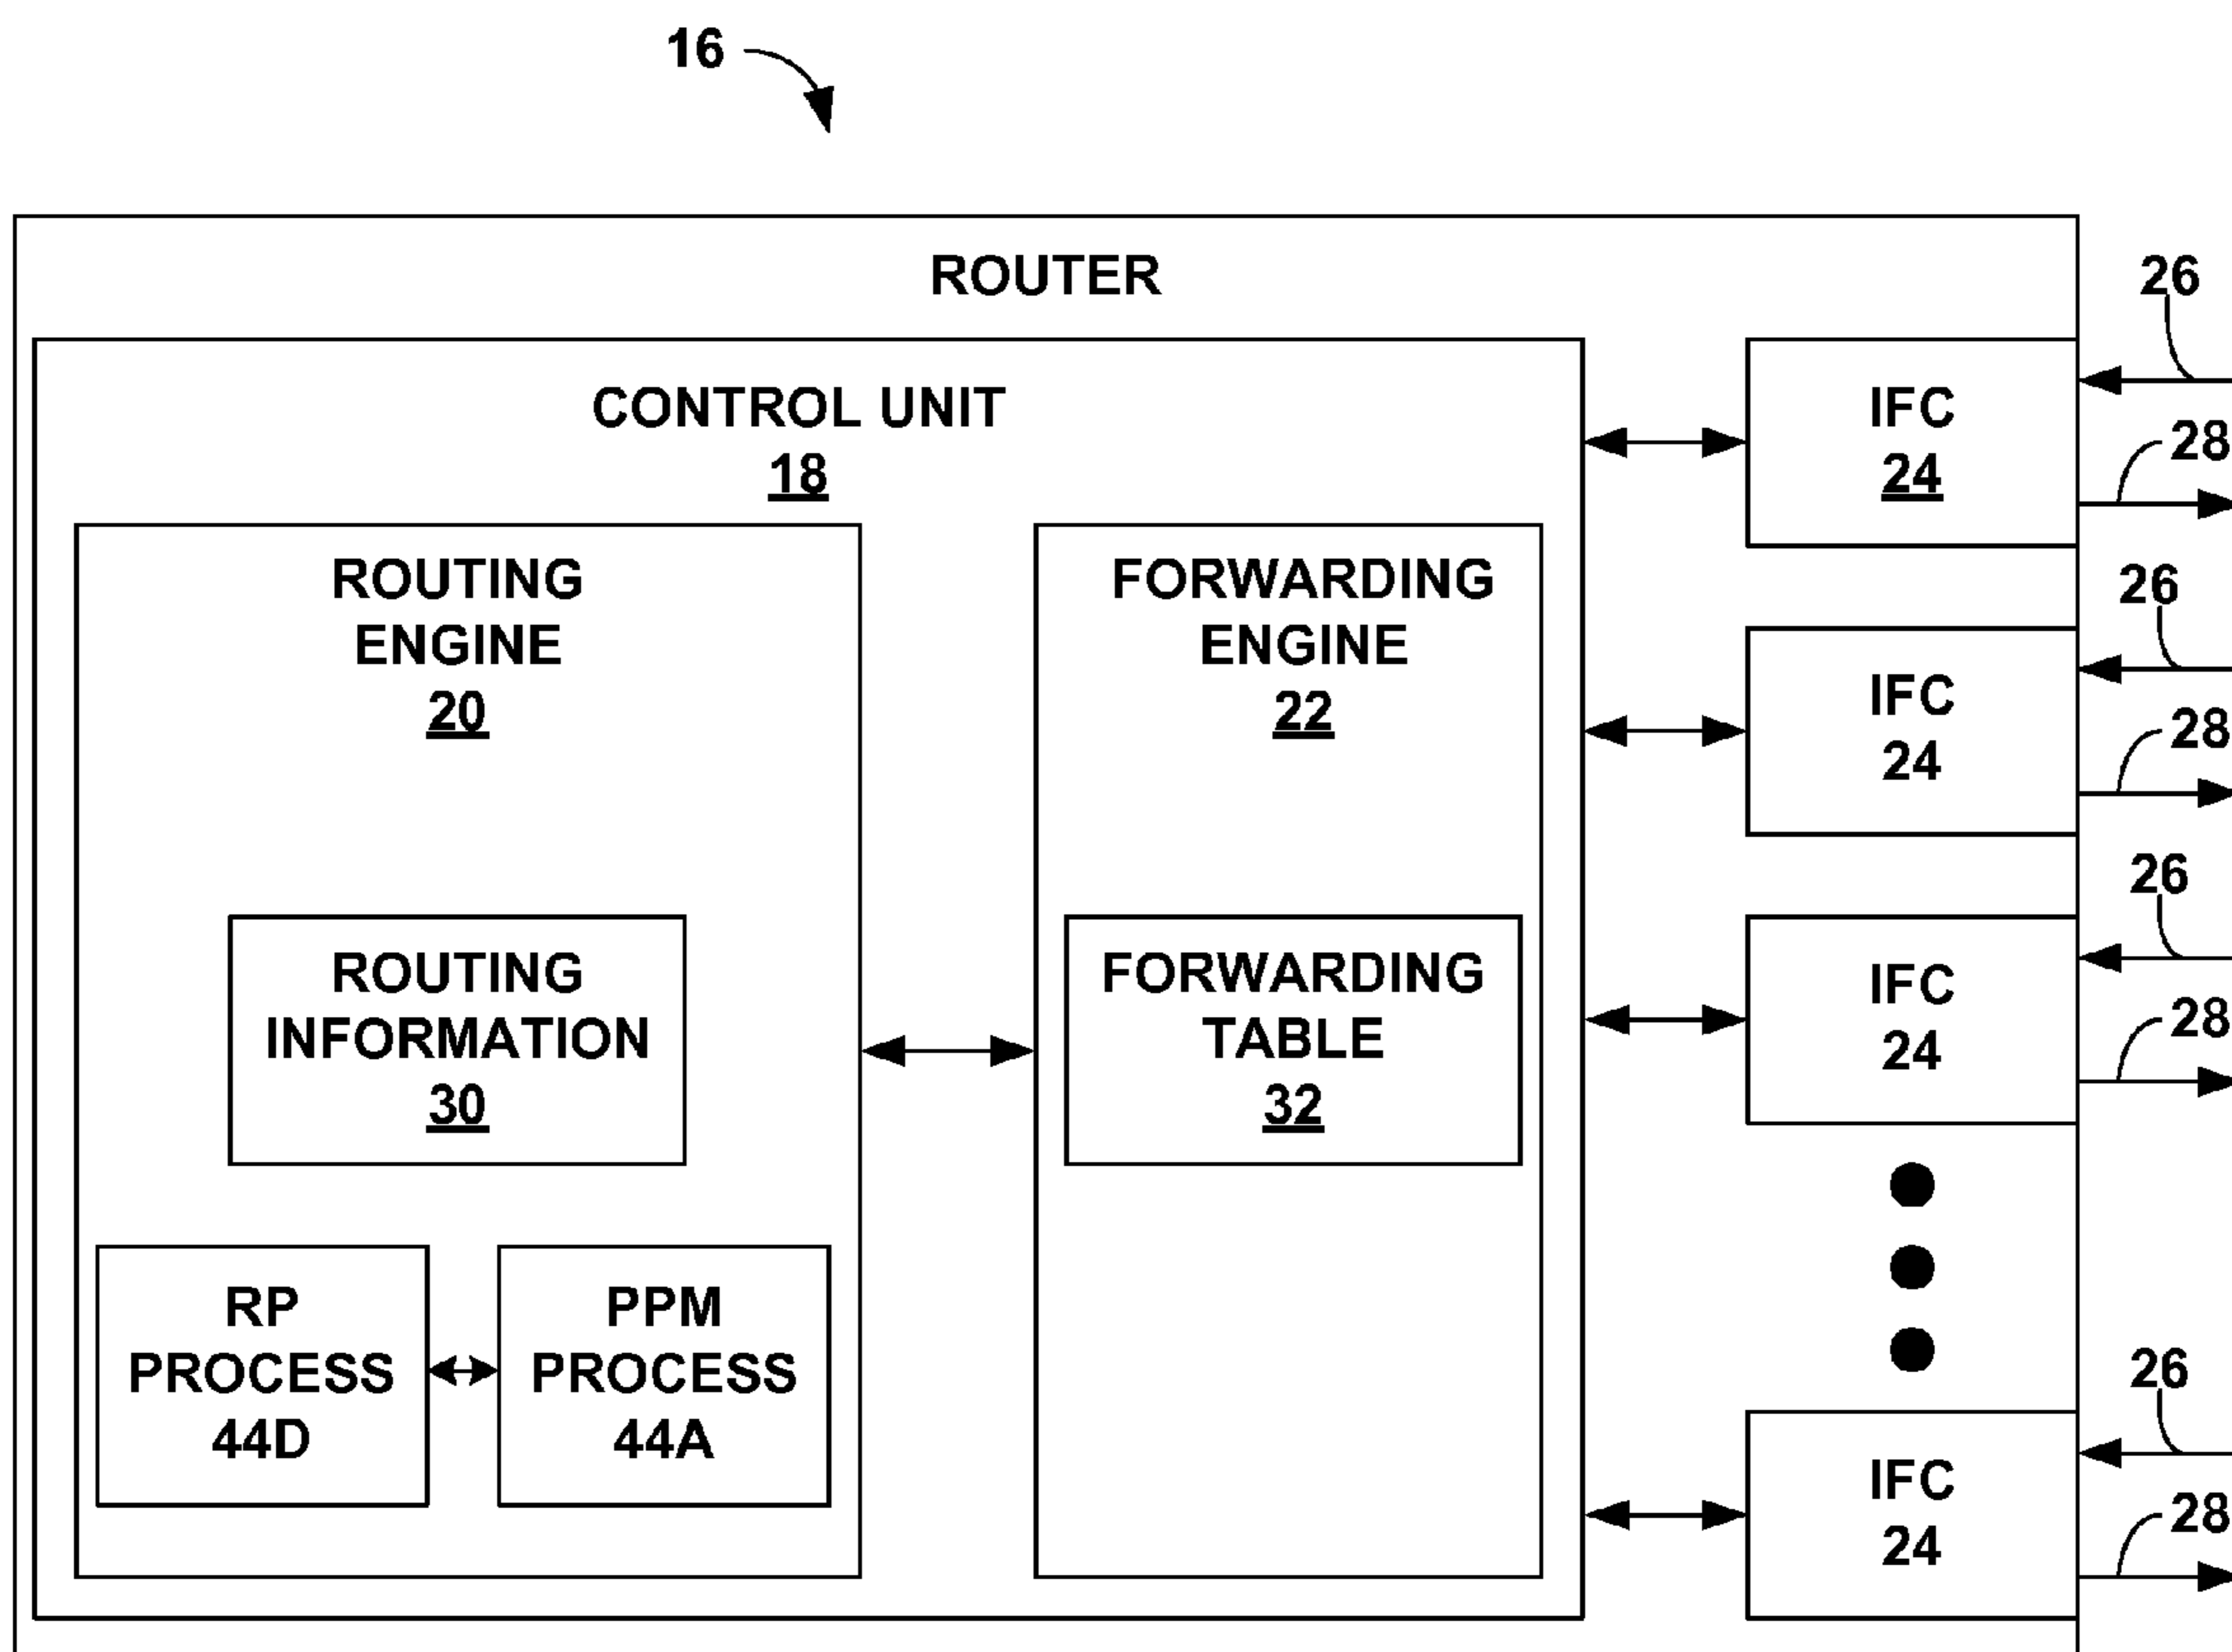 16
ROUTER
CONTROL UNIT
18
ROUTING
ENGINE
20
ROUTING
INFORMATION
30
RP
PROCESS
44D
PPM
PROCESS
44A
FORWARDING
ENGINE
22
FORWARDING
TABLE
32
IFC
24
26
28
IFC
24
26
28
IFC
24
26
28
IFC
24
26
28